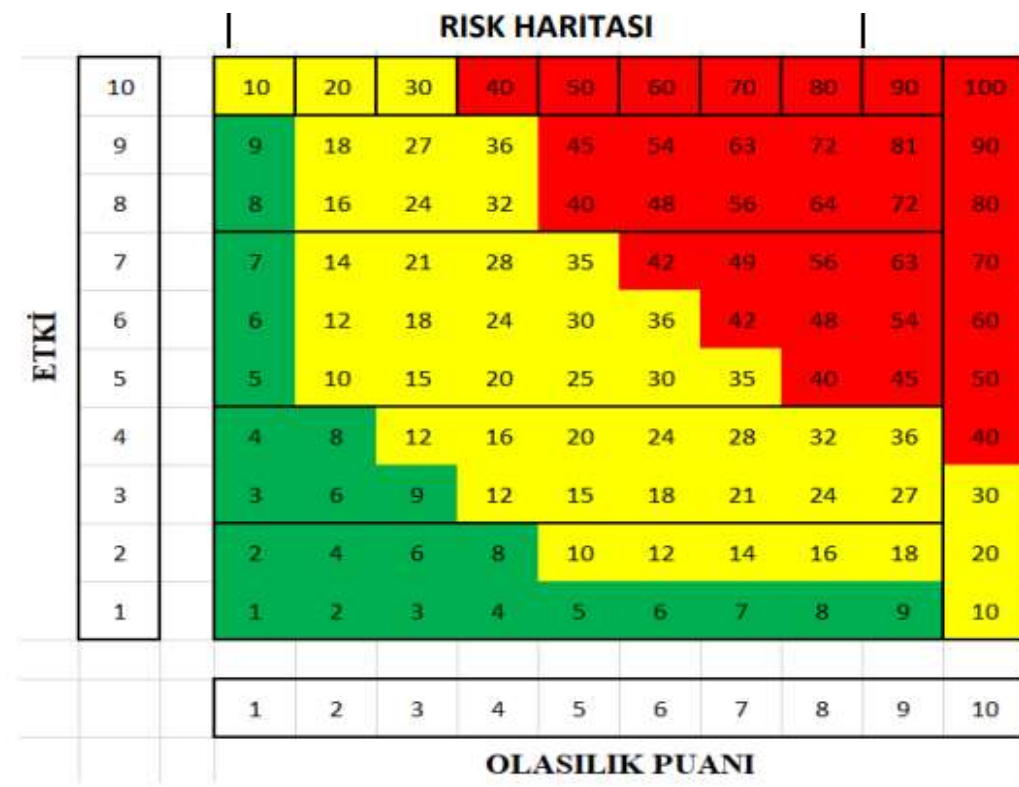 RİSK HARİTASI
10 10 20 30 40 50 60 70 80 90 100
9 9 18 27 36 45 54 63 72 81 90
8 8 16 24 32 40 48 56 64 72 80
7 7 14 21 28 35 42 49 56 63 70
6 6 12 18 24 30 36 42 48 54 60
5 5 10 15 20 25 30 35 40 45 50
4 4 8 12 16 20 24 28 32 36 40
3 3 6 9 12 15 18 21 24 27 30
2 2 4 6 8 10 12 14 16 18 20
1 1 2 3 4 5 6 7 8 9 10
ETKİ
1 2 3 4 5 6 7 8 9 10
OLASILIK PUANI